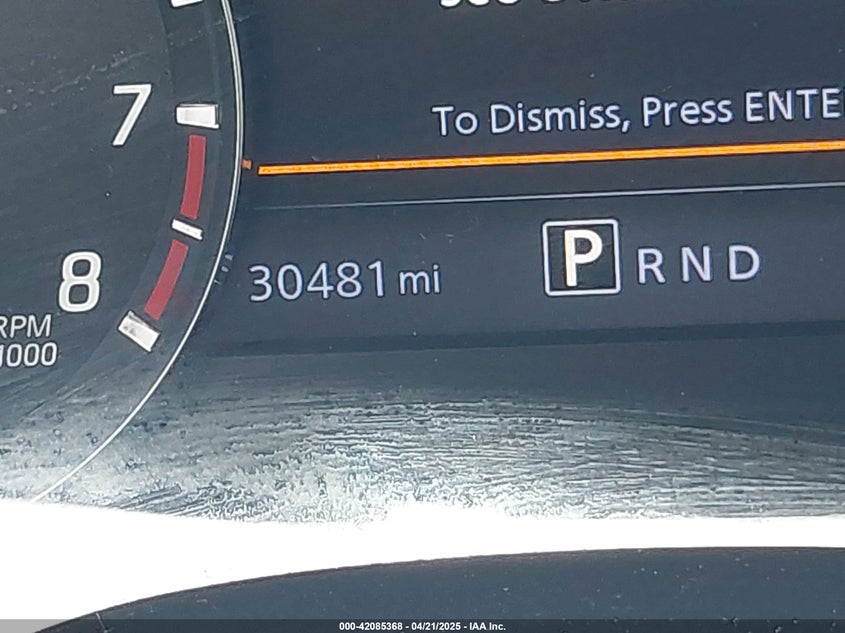 To Dismiss, Press ENTE
7
30481 mi
P R N D
8
RPM
1000
000-42085368 - 04/21/2025 - IAA Inc.